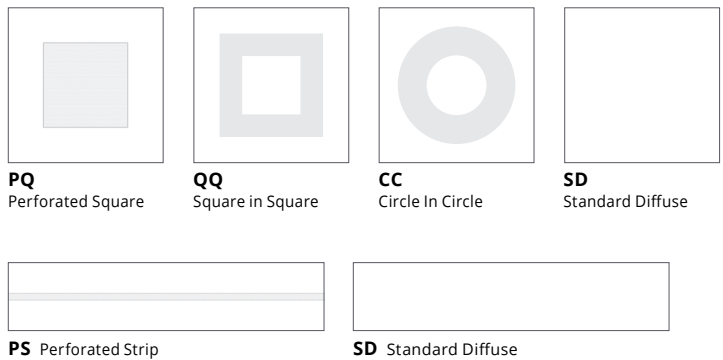 PQ
Perforated Square
QQ
Square in Square
CC
Circle In Circle
SD
Standard Diffuse
PS Perforated Strip
SD Standard Diffuse